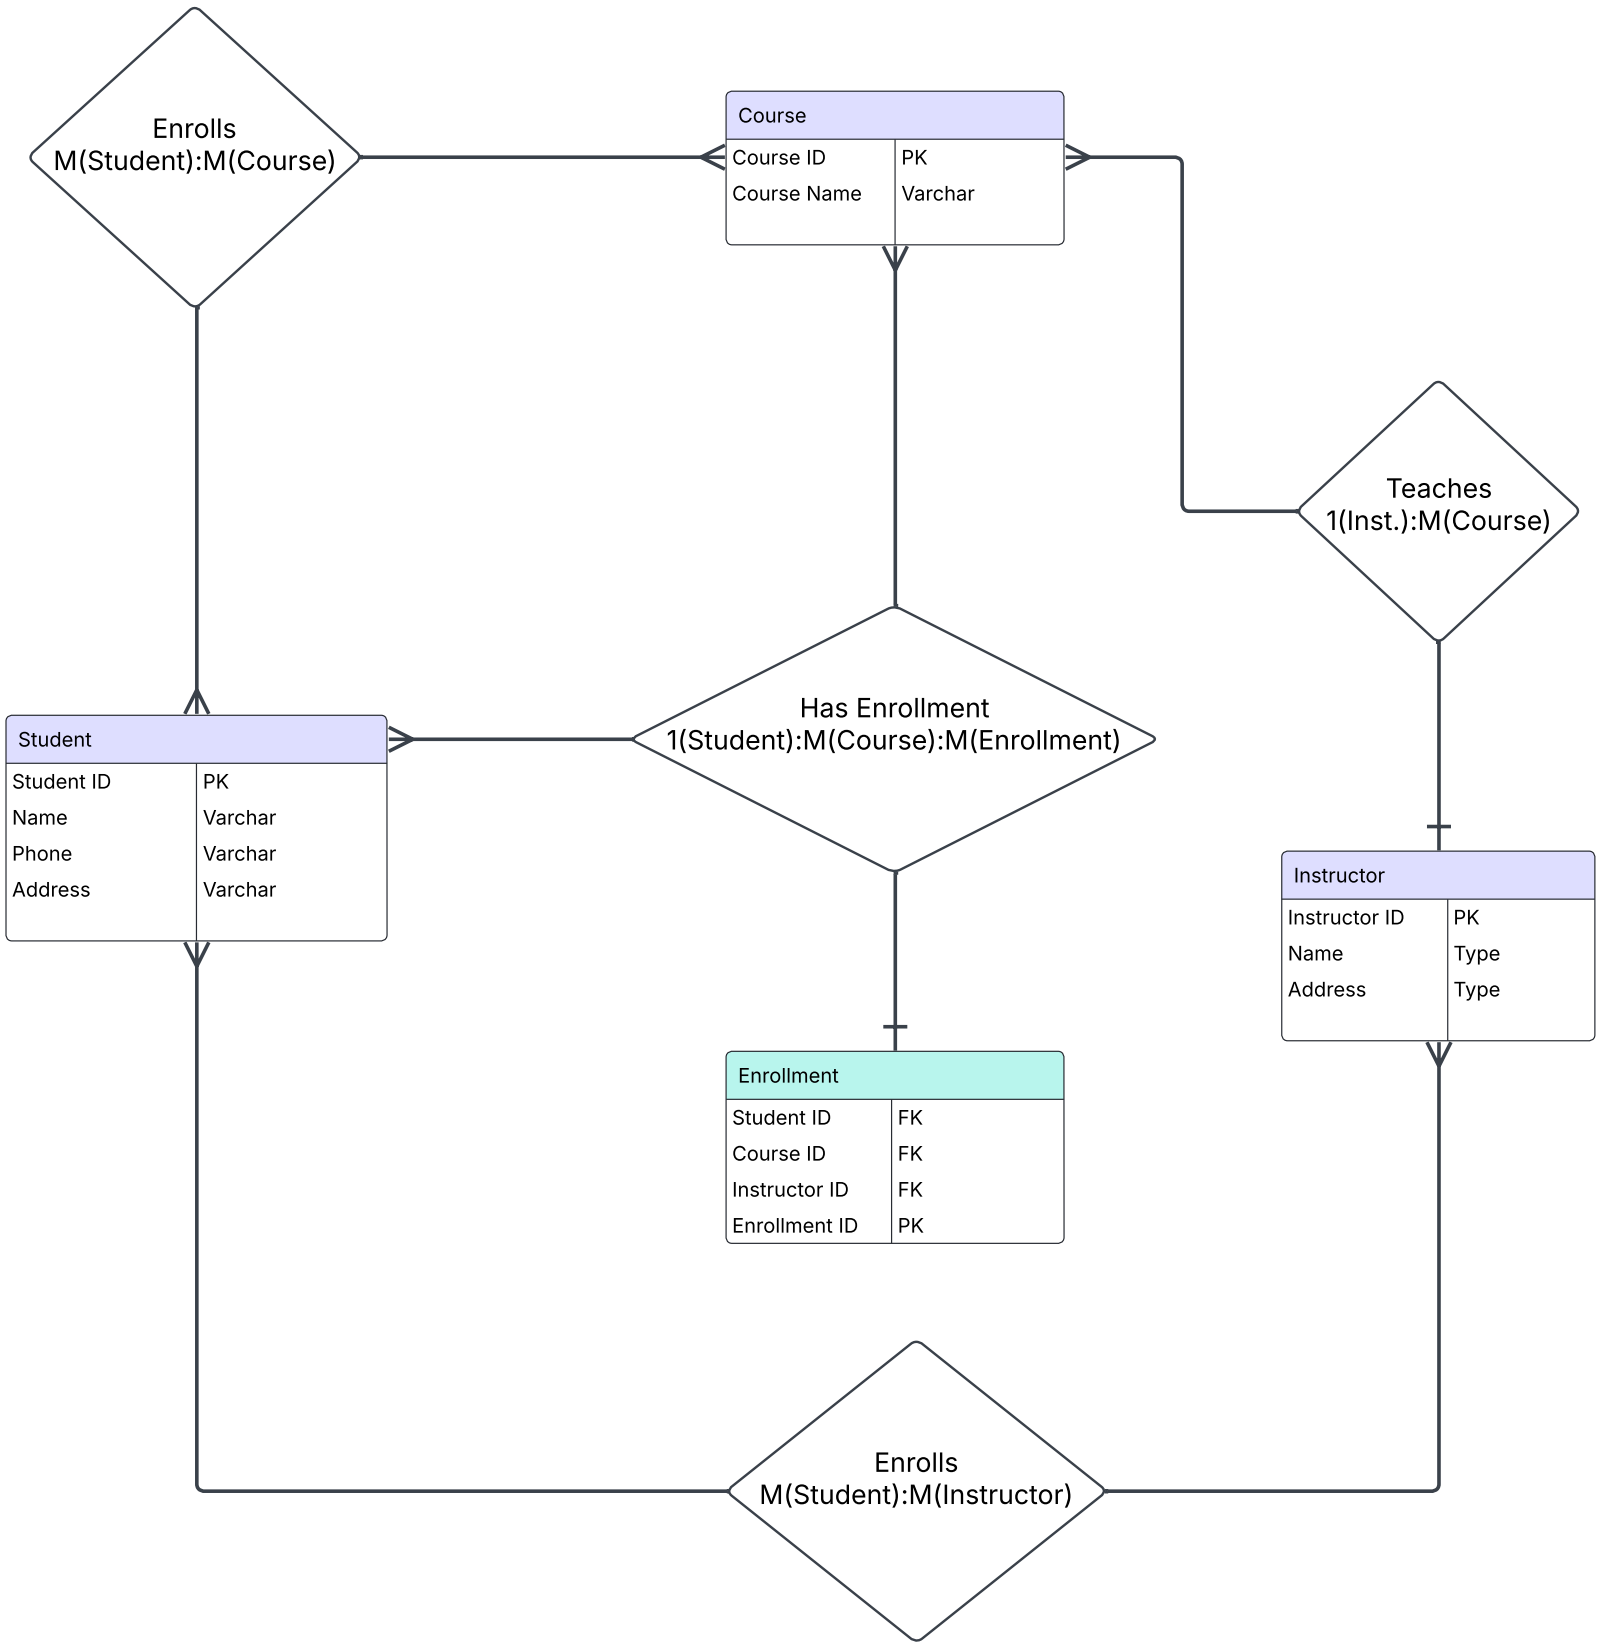 Enrolls
M(Student):M(Course)
Course
Course ID PK
Course Name Varchar
Teaches
1(Inst.):M(Course)
Has Enrollment
1(Student):M(Course):M(Enrollment)
Student
Student ID PK
Name Varchar
Phone Varchar
Address Varchar
Instructor
Instructor ID PK
Name Type
Address Type
Enrollment
Student ID FK
Course ID FK
Instructor ID FK
Enrollment ID PK
Enrolls
M(Student):M(Instructor)